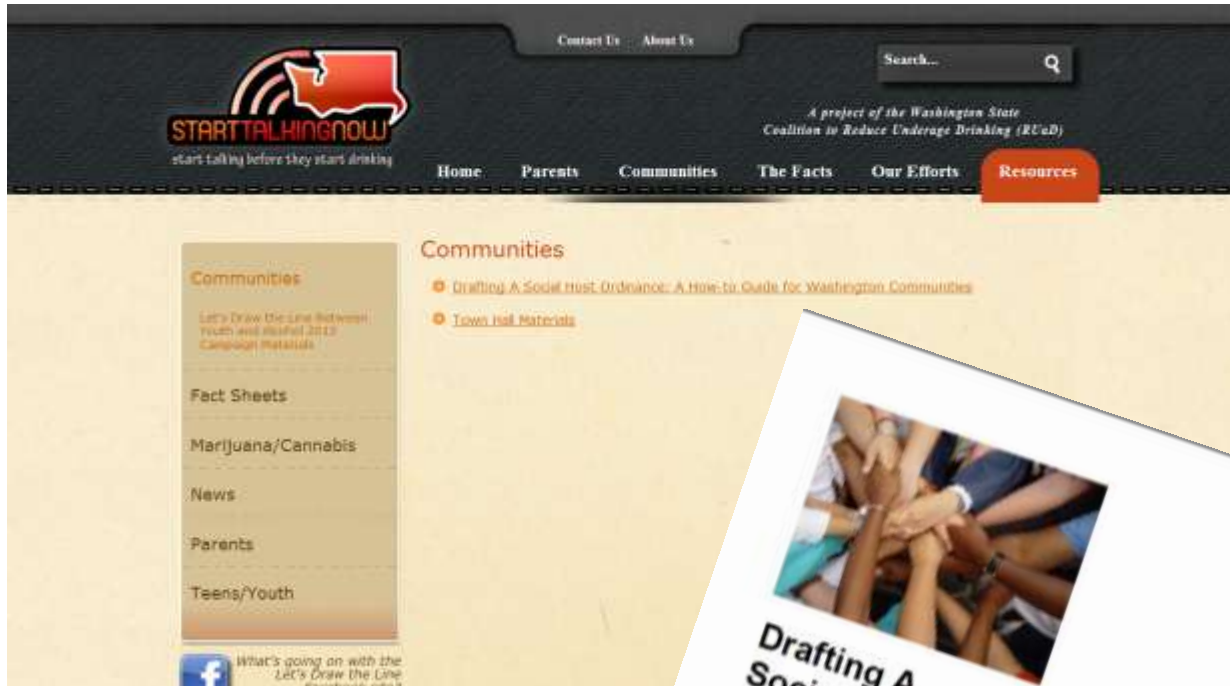 Contact Us
About Us
Search...
STARTTALKINGNOW
start talking before they start drinking
A project of the Washington State
Coalition to Reduce Underage Drinking (RUaD)
Home
Parents
Communities
The Facts
Our Efforts
Resources
Communities
Let's Draw the Line Between
Youth and Alcohol 2013
Campaign Materials
Fact Sheets
Marijuana/Cannabis
News
Parents
Teens/Youth
What's going on with the
Let's Draw the Line
Communities
Drafting A Social Host Ordinance: A How-to Guide for Washington Communities
Town Hall Materials
Drafting A